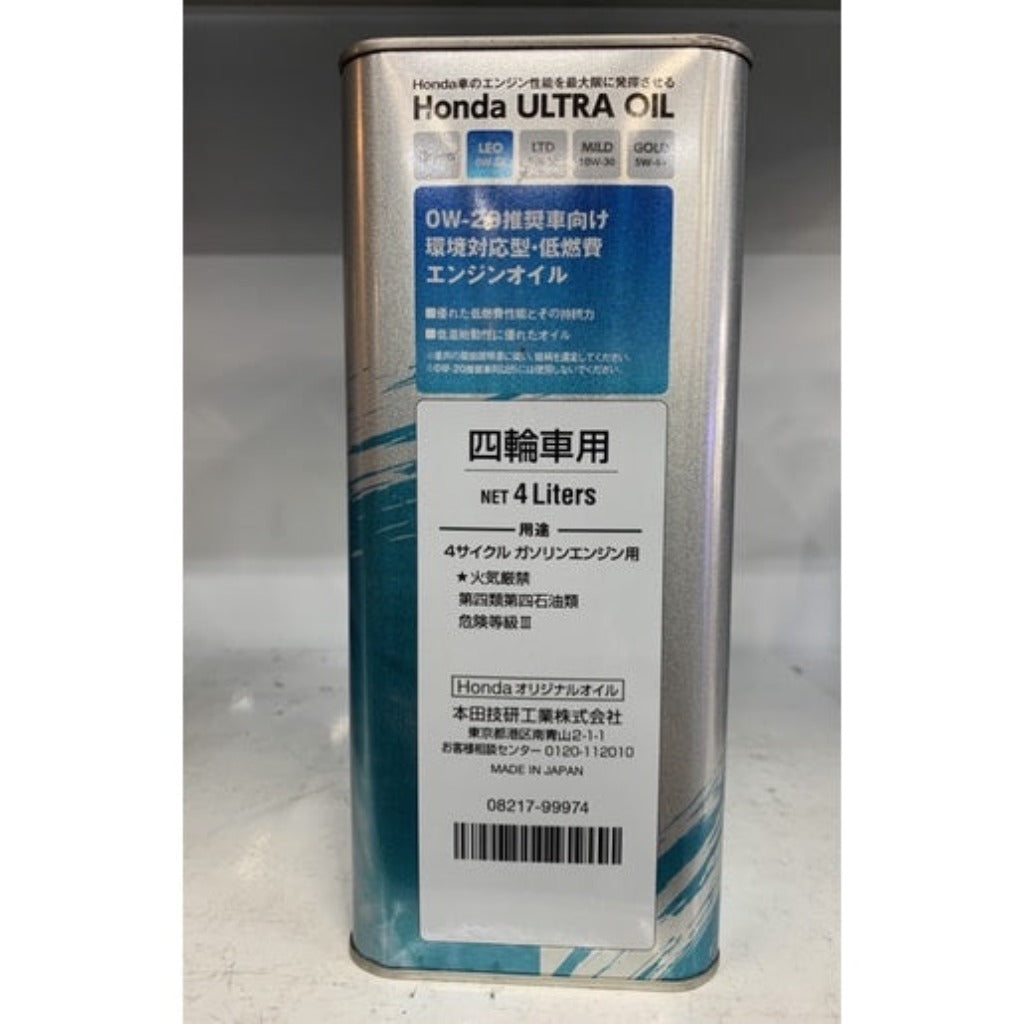 Honda車のエンジン性能を最大限に発揮させる
Honda ULTRA OIL
LEO LTD MILD GOLD
10W-30
0W-20推奨車向け
環境対応型・低燃費
エンジンオイル
■優れた低燃費性能とその持続力
■低温始動性に優れたオイル
四輪車用
NET 4 Liters
用途
4サイクル ガソリンエンジン用
★火気厳禁
第四類第四石油類
危険等級Ⅲ
Hondaオリジナルオイル
本田技研工業株式会社
東京都港区南青山2-1-1
お客様相談センター 0120-112010
MADE IN JAPAN
08217-99974